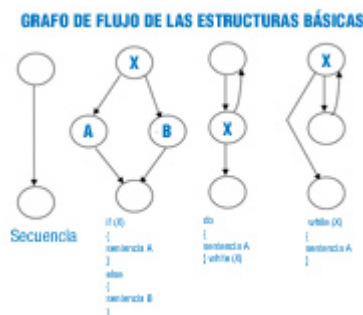 GRAFO DE FLUJO DE LAS ESTRUCTURAS BÁSICAS
X
A
B
X
X
Secuencia
if (X)
{
sentencia A
}
else
{
sentencia B
}
do
{
sentencia A
} while (X)
while (X)
{
sentencia A
}